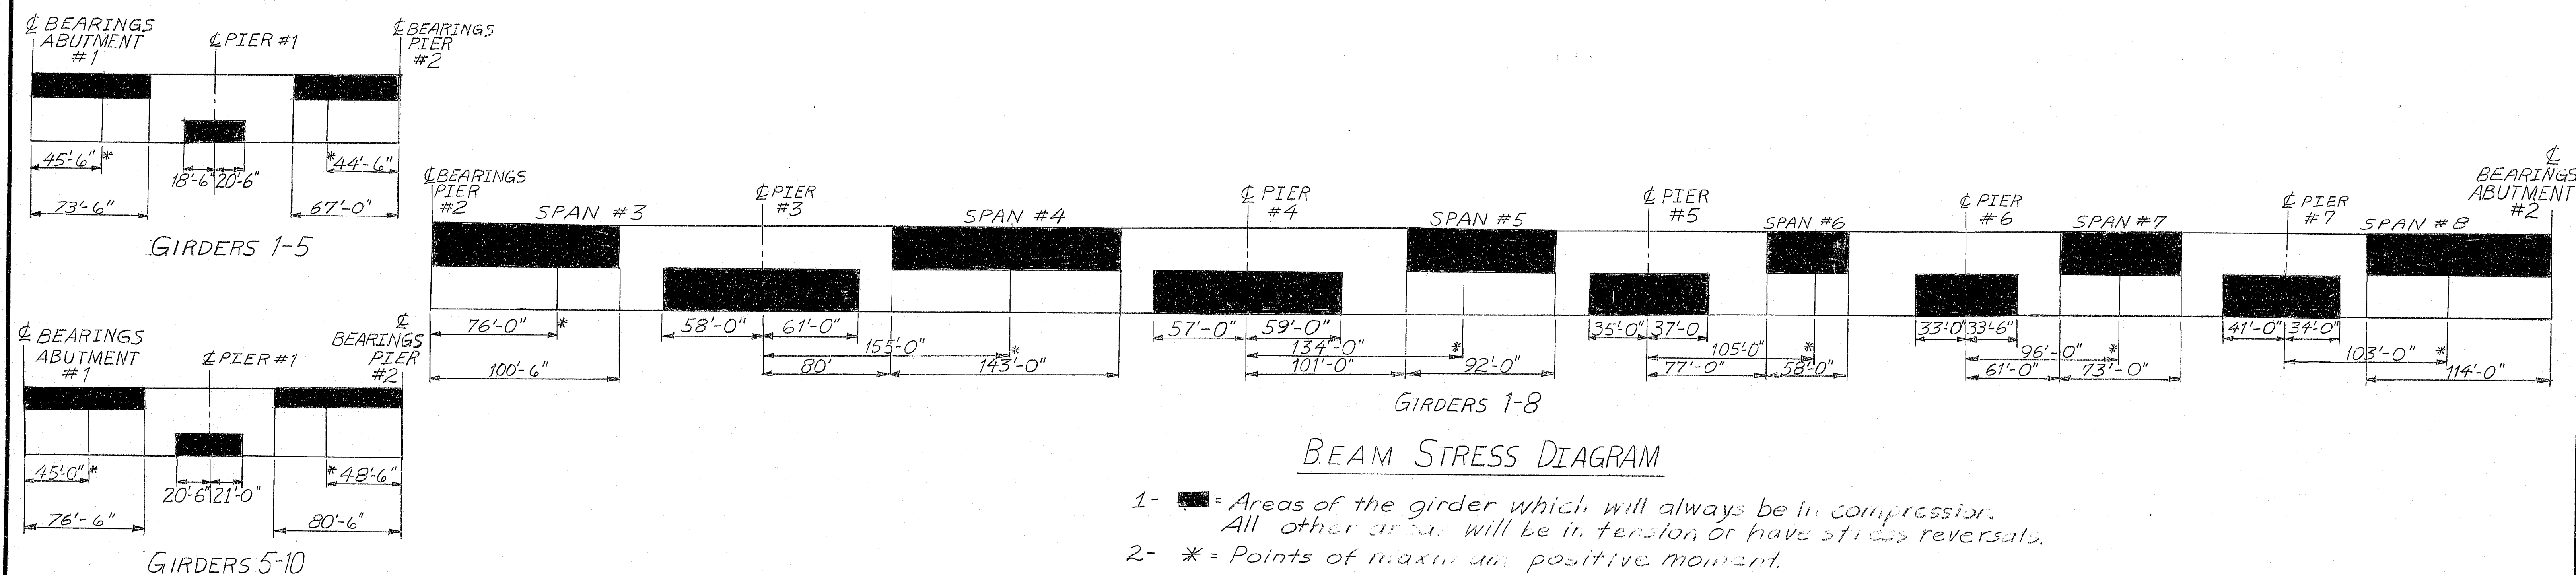 ℄ BEARINGS
ABUTMENT
#1
℄ PIER #1
℄ BEARINGS
PIER
#2
45'-6" *
18'-6" 20'-6"
* 44'-6"
73'-6"
67'-0"
GIRDERS 1-5
℄ BEARINGS
ABUTMENT
#1
℄ PIER #1
℄
BEARINGS
PIER
#2
45'-0" *
20'-6" 21'-0"
* 48'-6"
76'-6"
80'-6"
GIRDERS 5-10
℄ BEARINGS
PIER
#2
SPAN #3
℄ PIER
#3
SPAN #4
℄ PIER
#4
SPAN #5
℄ PIER
#5
SPAN #6
℄ PIER
#6
SPAN #7
℄ PIER
#7
SPAN #8
℄
BEARINGS
ABUTMENT
#2
76'-0" *
58'-0" 61'-0"
57'-0" 59'-0"
35'-0" 37'-0
33'-0" 33'-6"
41'-0" 34'-0"
155'-0" *
134'-0" *
105'-0" *
96'-0" *
103'-0" *
100'-6"
80'
143'-0"
101'-0"
92'-0"
77'-0"
58'-0"
61'-0"
73'-0"
114'-0"
GIRDERS 1-8
BEAM STRESS DIAGRAM
1- = Areas of the girder which will always be in compression.
All other areas will be in tension or have stress reversals.
2- * = Points of maximum positive moment.